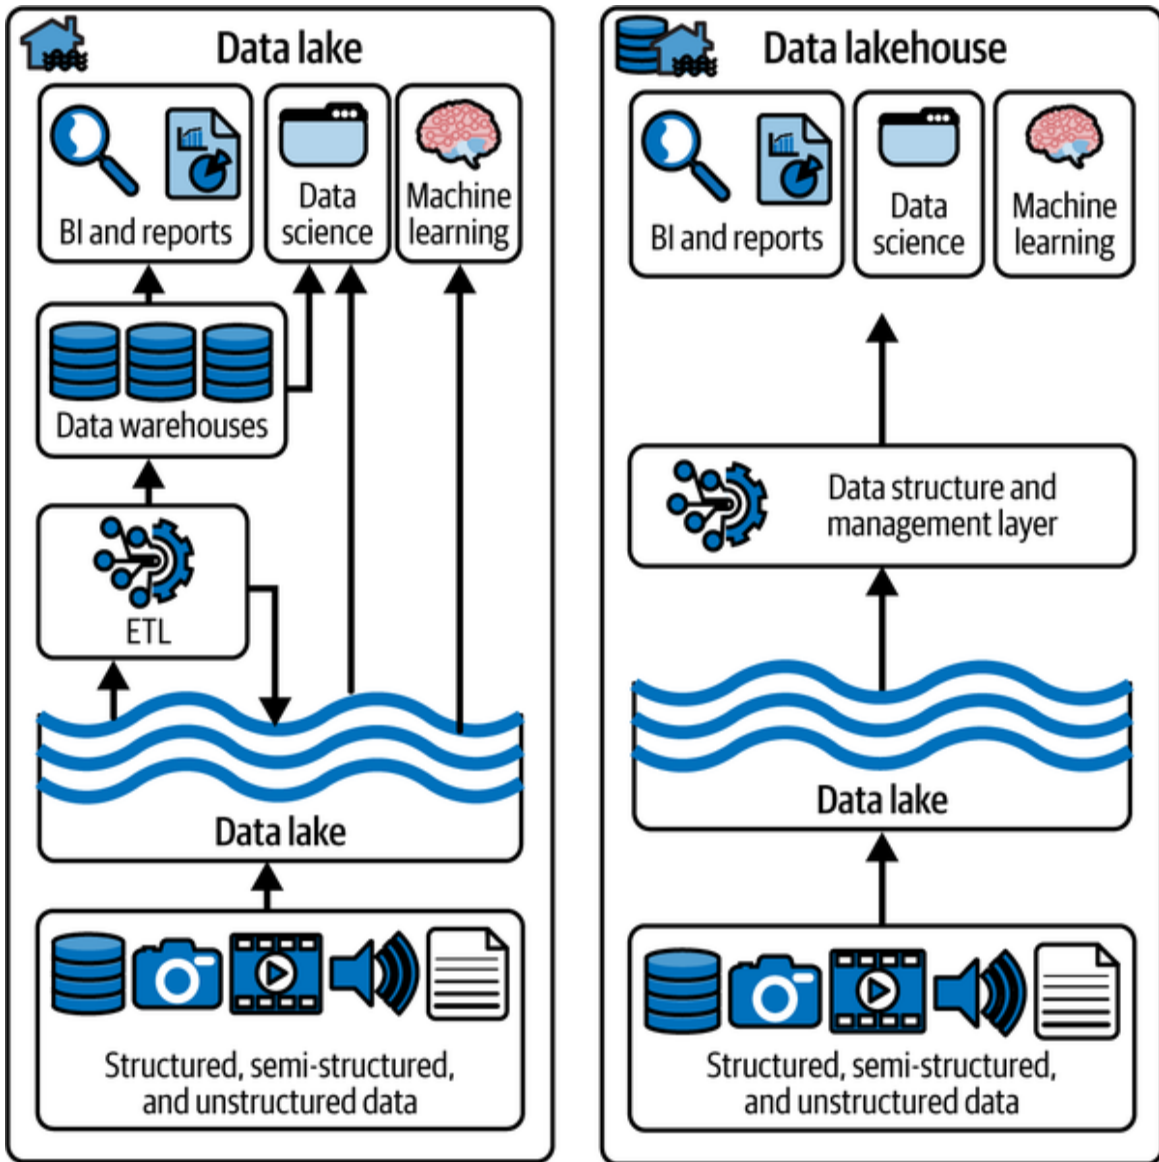 Data lake
BI and reports
Data
science
Machine
learning
Data warehouses
ETL
Data lake
Structured, semi-structured,
and unstructured data
Data lakehouse
BI and reports
Data
science
Machine
learning
Data structure and
management layer
Data lake
Structured, semi-structured,
and unstructured data